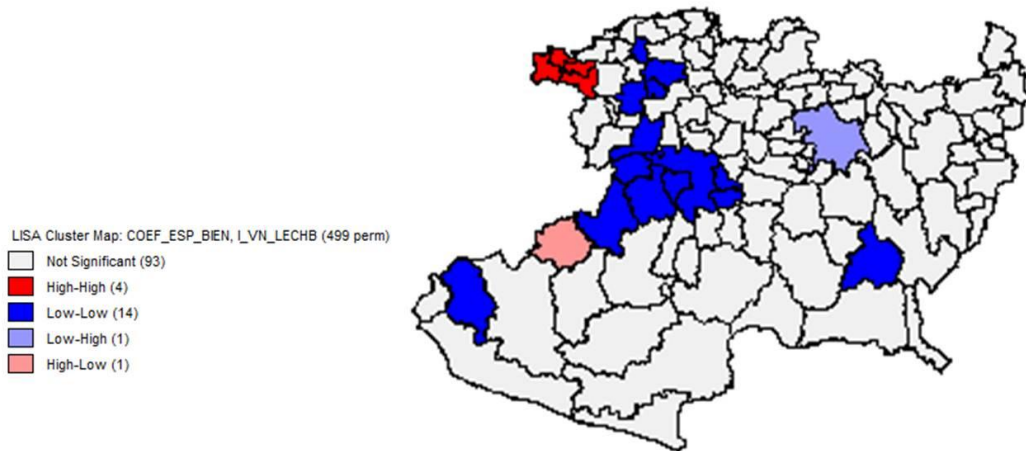 LISA Cluster Map: COEF_ESP_BIEN, I_VN_LECHB (499 perm)
Not Significant (93)
High-High (4)
Low-Low (14)
Low-High (1)
High-Low (1)